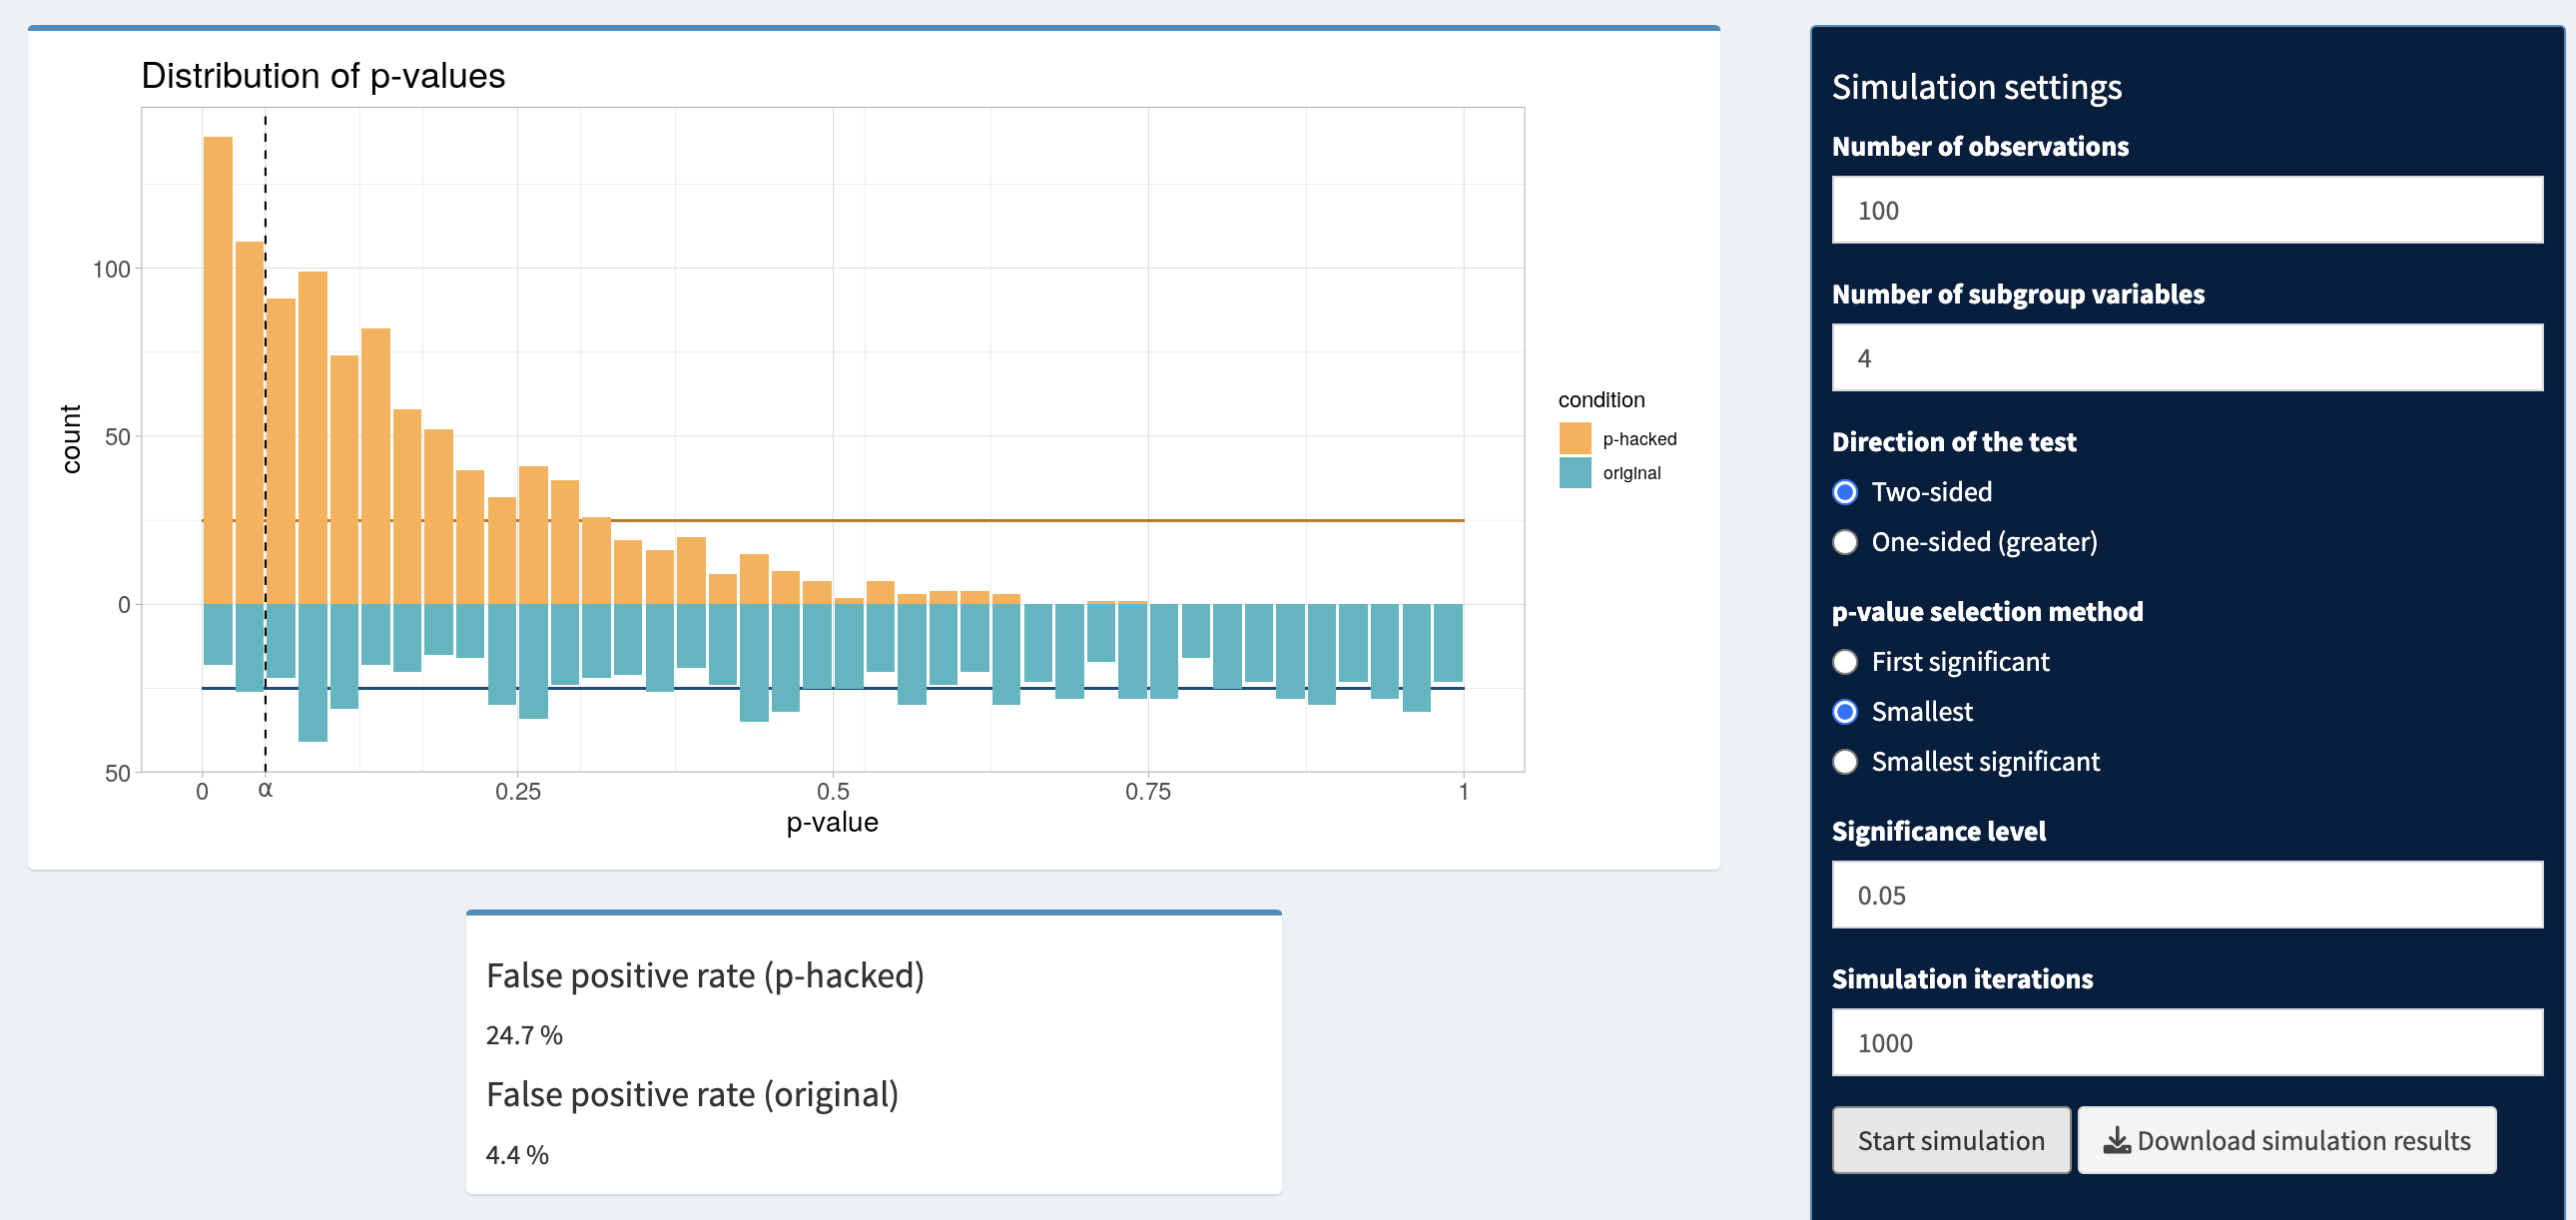 Distribution of p-values
count
100
50
0
50
0
α
0.25
0.5
0.75
1
p-value
condition
p-hacked
original
False positive rate (p-hacked)
24.7 %
False positive rate (original)
4.4 %
Simulation settings
Number of observations
100
Number of subgroup variables
4
Direction of the test
Two-sided
One-sided (greater)
p-value selection method
First significant
Smallest
Smallest significant
Significance level
0.05
Simulation iterations
1000
Start simulation
Download simulation results